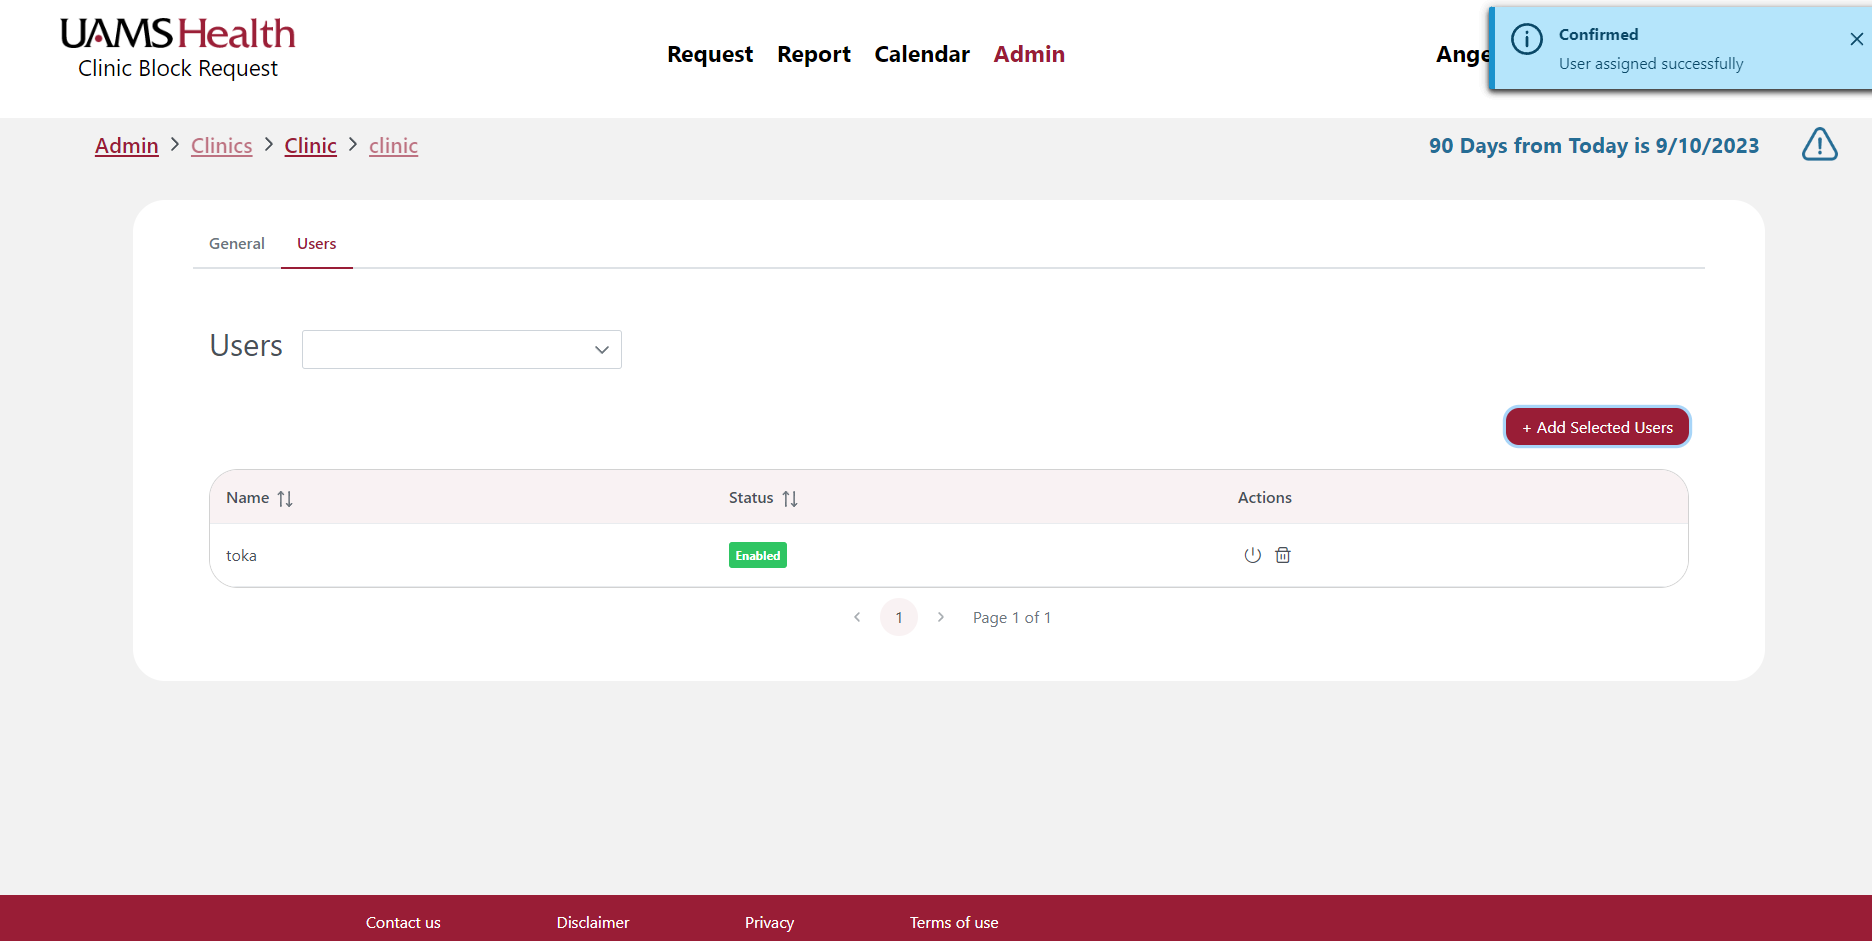 UAMS Health
Clinic Block Request
Request Report Calendar Admin
Ange
Confirmed
User assigned successfully
Admin > Clinics > Clinic > clinic
90 Days from Today is 9/10/2023
General Users
Users
+ Add Selected Users
Name Status Actions
toka Enabled
1 Page 1 of 1
Contact us Disclaimer Privacy Terms of use